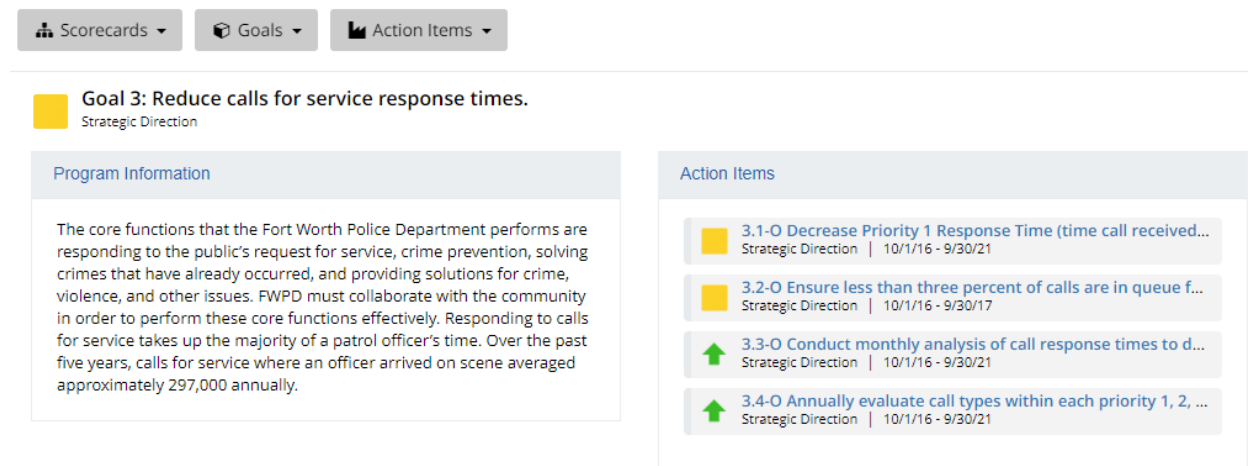 Scorecards
Goals
Action Items
Goal 3: Reduce calls for service response times.
Strategic Direction
Program Information
The core functions that the Fort Worth Police Department performs are
responding to the public’s request for service, crime prevention, solving
crimes that have already occurred, and providing solutions for crime,
violence, and other issues. FWPD must collaborate with the community
in order to perform these core functions effectively. Responding to calls
for service takes up the majority of a patrol officer’s time. Over the past
five years, calls for service where an officer arrived on scene averaged
approximately 297,000 annually.
Action Items
3.1-O Decrease Priority 1 Response Time (time call received...
Strategic Direction | 10/1/16 - 9/30/21
3.2-O Ensure less than three percent of calls are in queue f...
Strategic Direction | 10/1/16 - 9/30/17
3.3-O Conduct monthly analysis of call response times to d...
Strategic Direction | 10/1/16 - 9/30/21
3.4-O Annually evaluate call types within each priority 1, 2, ...
Strategic Direction | 10/1/16 - 9/30/21